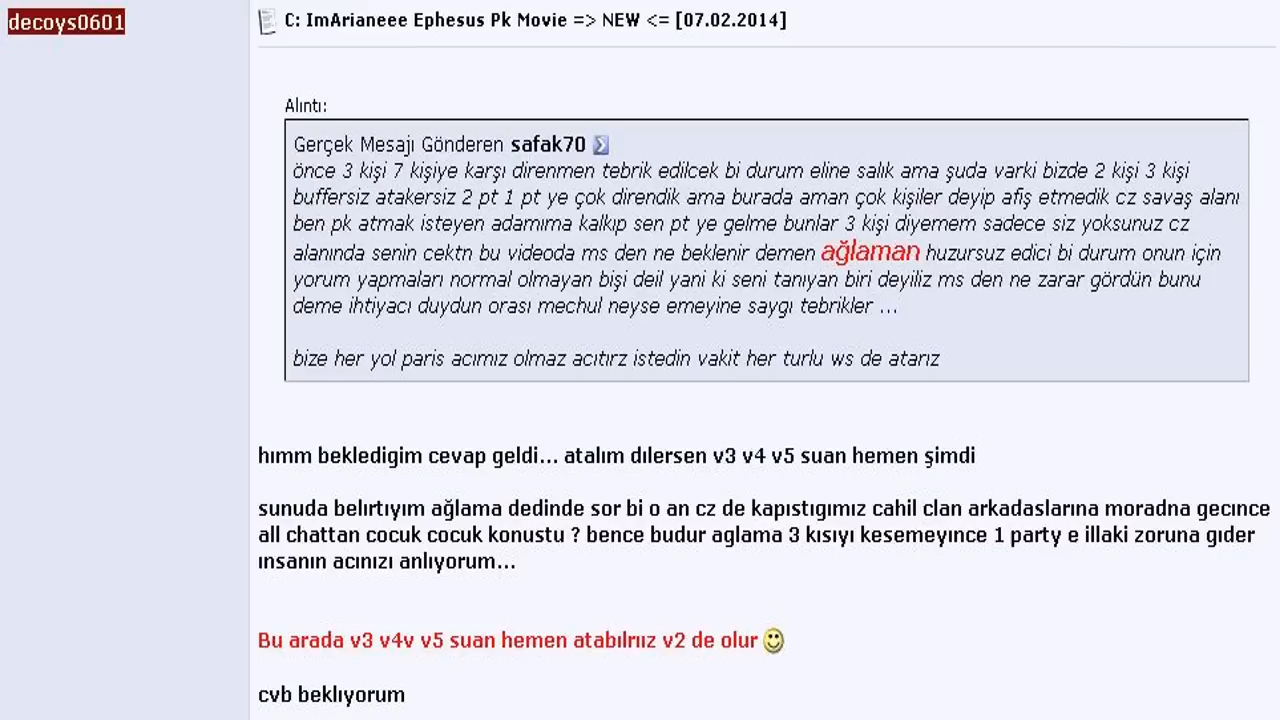 decoys0601
C: ImArianeee Ephesus Pk Movie => NEW <= [07.02.2014]
Alıntı:
Gerçek Mesajı Gönderen safak70
önce 3 kişi 7 kişiye karşı direnmen tebrik edilcek bi durum eline salık ama şuda varki bizde 2 kişi 3 kişi
buffersiz atakersiz 2 pt 1 pt ye çok direndik ama burada aman çok kişiler deyip afiş etmedik cz savaş alanı
ben pk atmak isteyen adamıma kalkıp sen pt ye gelme bunlar 3 kişi diyemem sadece siz yoksunuz cz
alanında senin cektn bu videoda ms den ne beklenir demen ağlaman huzursuz edici bi durum onun için
yorum yapmaları normal olmayan bişi deil yani ki seni tanıyan biri deyiliz ms den ne zarar gördün bunu
deme ihtiyacı duydun orası mechul neyse emeyine saygı tebrikler ...
bize her yol paris acımız olmaz acıtırz istedin vakit her turlu ws de atarız
hımm bekledigim cevap geldi... atalım dılersen v3 v4 v5 suan hemen şimdi
sunuda belırtıyım ağlama dedinde sor bi o an cz de kapıstıgımız cahil clan arkadaslarına moradna gecınce
all chattan cocuk cocuk konustu ? bence budur aglama 3 kısıyı kesemeyınce 1 party e illaki zoruna gıder
ınsanın acınızı anlıyorum...
Bu arada v3 v4v v5 suan hemen atabılrıız v2 de olur
cvb beklıyorum